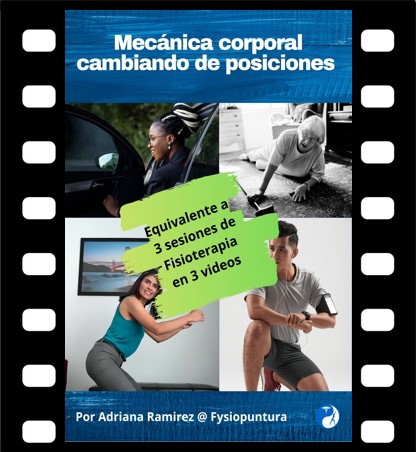 Mecánica corporal
cambiando de posiciones
Equivalente a
3 sesiones de
Fisioterapia
en 3 videos
Por Adriana Ramirez @ Fysiopuntura